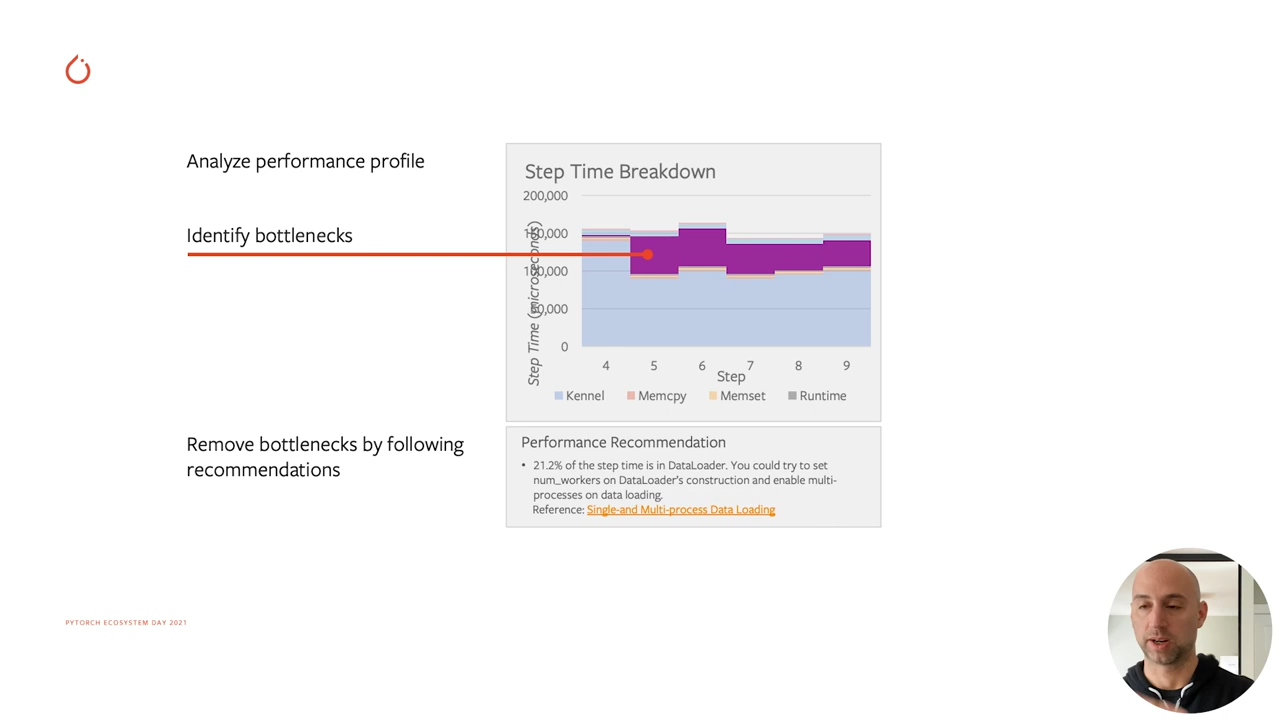 Analyze performance profile
Identify bottlenecks
Remove bottlenecks by following
recommendations
Step Time Breakdown
200,000
150,000
100,000
50,000
0
Step Time (microseconds)
4 5 6 7 8 9
Step
Kennel Memcpy Memset Runtime
Performance Recommendation
• 21.2% of the step time is in DataLoader. You could try to set
num_workers on DataLoader's construction and enable multi-
processes on data loading.
Reference: Single-and Multi-process Data Loading
PYTORCH ECOSYSTEM DAY 2021